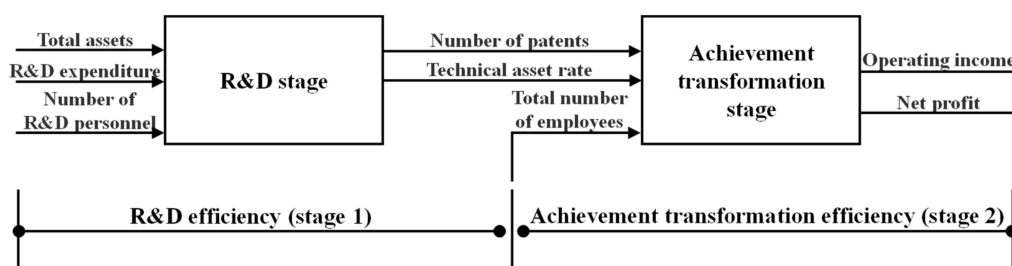 Total assets
R&D expenditure
Number of
R&D personnel
R&D stage
Number of patents
Technical asset rate
Total number
of employees
Achievement
transformation
stage
Operating income
Net profit
R&D efficiency (stage 1)
Achievement transformation efficiency (stage 2)